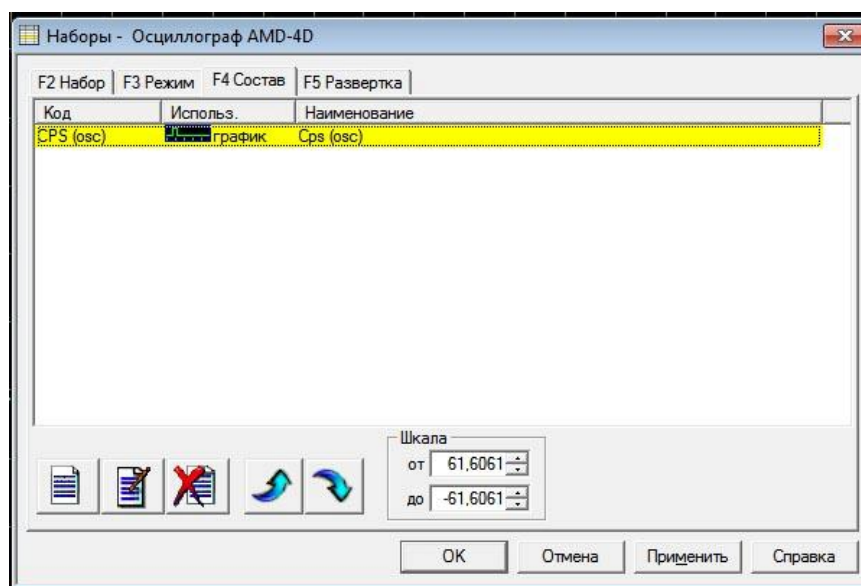 Наборы - Осциллограф AMD-4D
F2 Набор F3 Режим F4 Состав F5 Развертка
Код Использ. Наименование
CPS (osc) график Cps (osc)
Шкала
от 61,6061
до -61,6061
OK Отмена Применить Справка